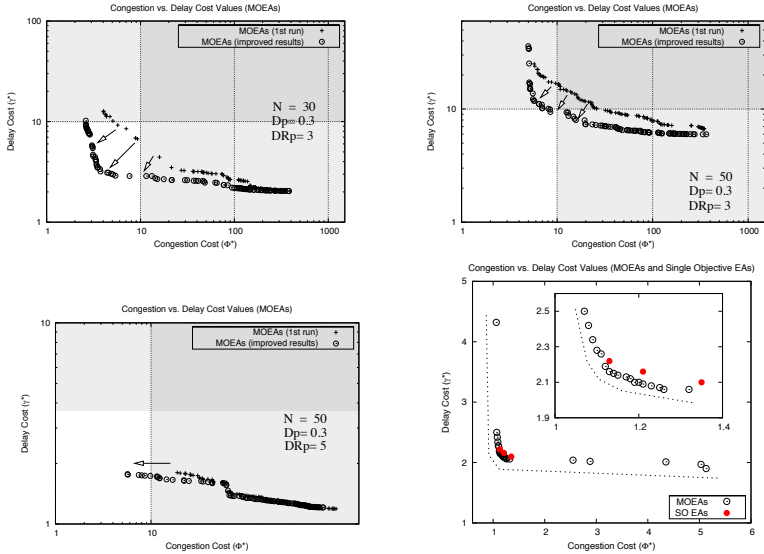 Congestion vs. Delay Cost Values (MOEAs)
MOEAs (1st run)
MOEAs (improved results)
100
10
1
Delay Cost (γ*)
N = 30
Dp= 0.3
DRp= 3
1 10 100 1000
Congestion Cost (Φ*)
Congestion vs. Delay Cost Values (MOEAs)
MOEAs (1st run)
MOEAs (improved results)
100
10
1
Delay Cost (γ*)
N = 50
Dp= 0.3
DRp= 3
1 10 100 1000
Congestion Cost (Φ*)
Congestion vs. Delay Cost Values (MOEAs)
MOEAs (1st run)
MOEAs (improved results)
10
1
Delay Cost (γ*)
N = 50
Dp= 0.3
DRp= 5
1 10
Congestion Cost (Φ*)
Congestion vs. Delay Cost Values (MOEAs and Single Objective EAs)
5
4
3
2
1
Delay Cost (γ*)
2.5
2.3
2.1
1.9
1 1.1 1.2 1.3 1.4
MOEAs
SO EAs
1 2 3 4 5 6
Congestion Cost (Φ*)